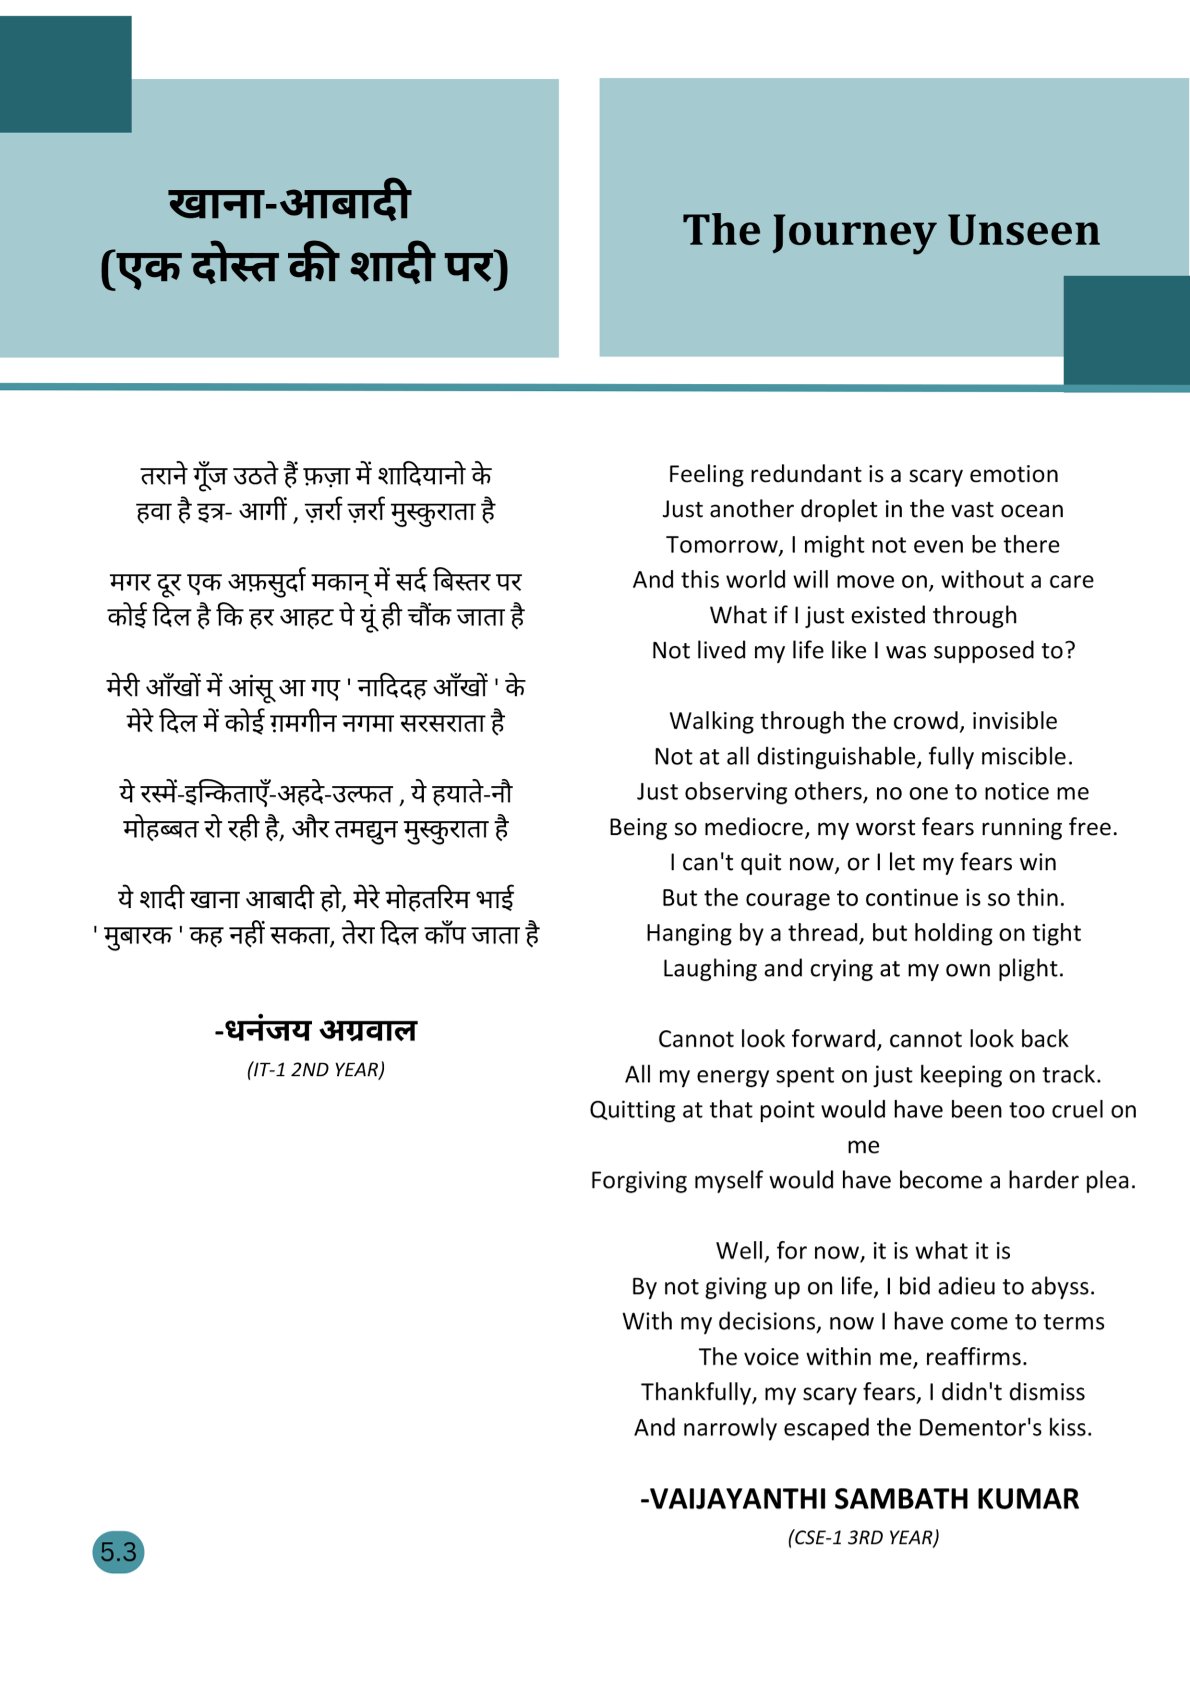 खाना-आबादी
(एक दोस्त की शादी पर)
तराने गूँज उठते हैं फ़ज़ा में शादियानो के
हवा है इत्र- आगीं , ज़र्रा ज़र्रा मुस्कुराता है
मगर दूर एक अफ़सुर्दा मकान् में सर्द बिस्तर पर
कोई दिल है कि हर आहट पे यूं ही चौंक जाता है
मेरी आँखों में आंसू आ गए ' नादिदह आँखों ' के
मेरे दिल में कोई ग़मगीन नगमा सरसराता है
ये रस्में-इन्किताएँ-अहदे-उल्फत , ये हयाते-नौ
मोहब्बत रो रही है, और तमद्युन मुस्कुराता है
ये शादी खाना आबादी हो, मेरे मोहतरिम भाई
' मुबारक ' कह नहीं सकता, तेरा दिल काँप जाता है
-धनंजय अग्रवाल
(IT-1 2ND YEAR)
The Journey Unseen
Feeling redundant is a scary emotion
Just another droplet in the vast ocean
Tomorrow, I might not even be there
And this world will move on, without a care
What if I just existed through
Not lived my life like I was supposed to?
Walking through the crowd, invisible
Not at all distinguishable, fully miscible.
Just observing others, no one to notice me
Being so mediocre, my worst fears running free.
I can't quit now, or I let my fears win
But the courage to continue is so thin.
Hanging by a thread, but holding on tight
Laughing and crying at my own plight.
Cannot look forward, cannot look back
All my energy spent on just keeping on track.
Quitting at that point would have been too cruel on
me
Forgiving myself would have become a harder plea.
Well, for now, it is what it is
By not giving up on life, I bid adieu to abyss.
With my decisions, now I have come to terms
The voice within me, reaffirms.
Thankfully, my scary fears, I didn't dismiss
And narrowly escaped the Dementor's kiss.
-VAIJAYANTHI SAMBATH KUMAR
(CSE-1 3RD YEAR)
5.3